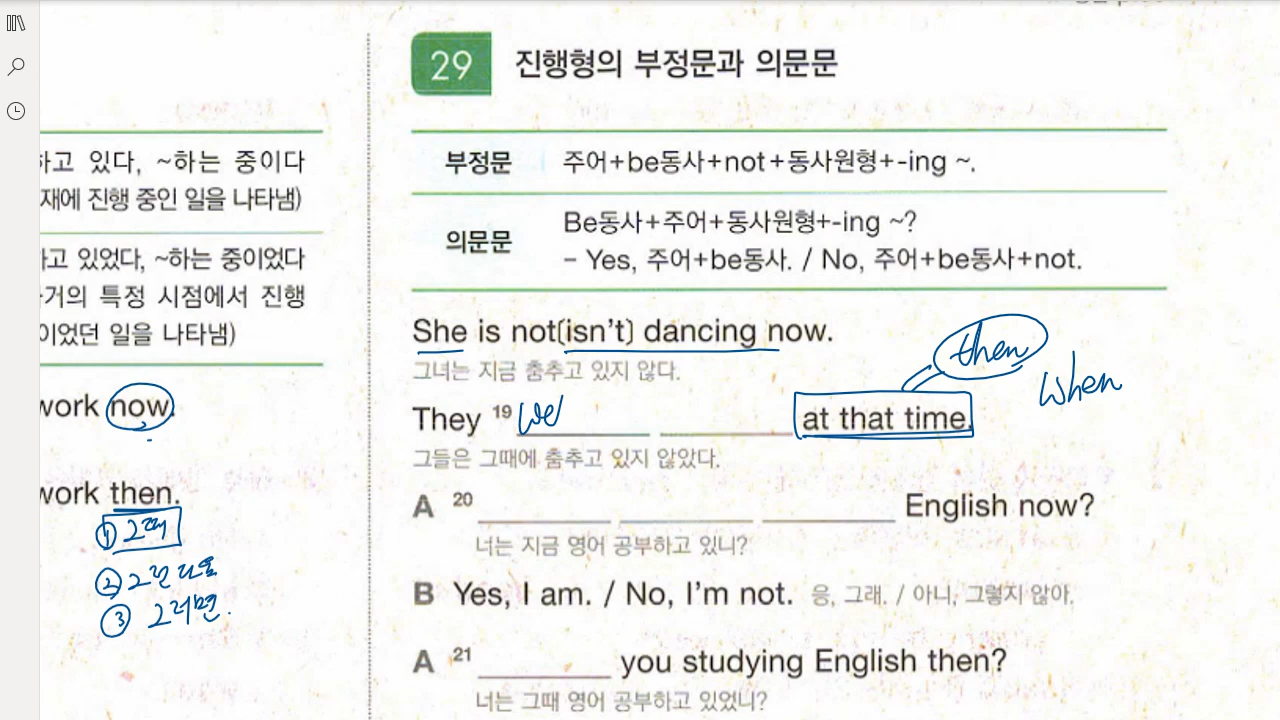 29 진행형의 부정문과 의문문
하고 있다, ~하는 중이다
재에 진행 중인 일을 나타냄)
고 있었다, ~하는 중이었다
거의 특정 시점에서 진행
이었던 일을 나타냄)
work now.
work then.
① 그때
② 그런 다음
③ 그러면.
부정문 주어+be동사+not+동사원형+-ing ~.
의문문 Be동사+주어+동사원형+-ing ~?
– Yes, 주어+be동사. / No, 주어+be동사+not.
She is not(isn't) dancing now.
그녀는 지금 춤추고 있지 않다.
then
when
They 19 we at that time.
그들은 그때에 춤추고 있지 않았다.
A 20 English now?
너는 지금 영어 공부하고 있니?
B Yes, I am. / No, I'm not. 응, 그래. / 아니, 그렇지 않아.
A 21 you studying English then?
너는 그때 영어 공부하고 있었니?